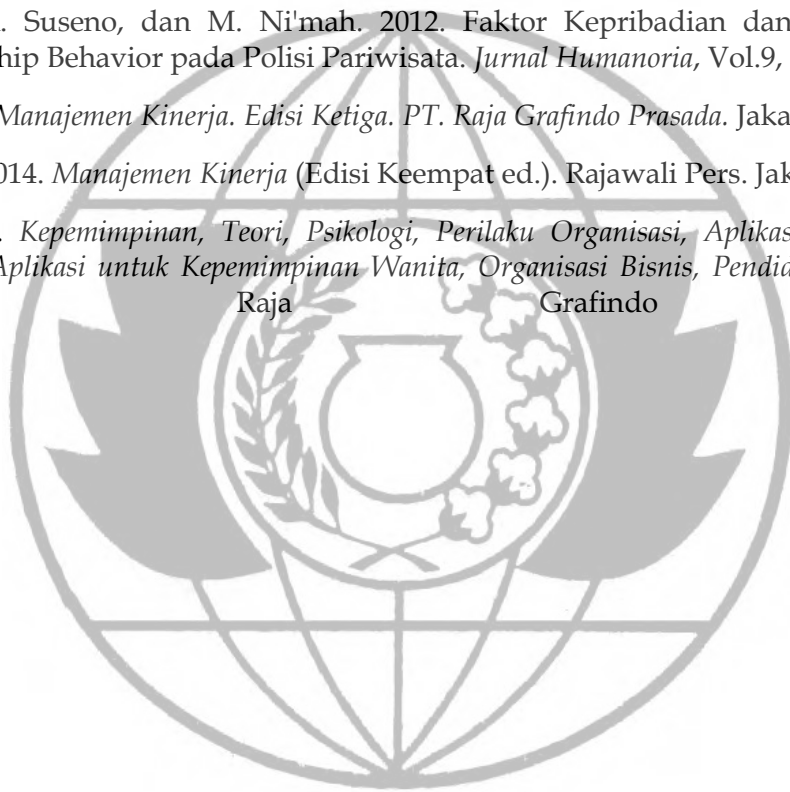 . Suseno, dan M. Ni'mah. 2012. Faktor Kepribadian dan
hip Behavior pada Polisi Pariwisata. Jurnal Humanoria, Vol.9,
Manajemen Kinerja. Edisi Ketiga. PT. Raja Grafindo Prasada. Jaka
014. Manajemen Kinerja (Edisi Keempat ed.). Rajawali Pers. Jak
. Kepemimpinan, Teori, Psikologi, Perilaku Organisasi, Aplikas
Aplikasi untuk Kepemimpinan Wanita, Organisasi Bisnis, Pendid
Raja Grafindo